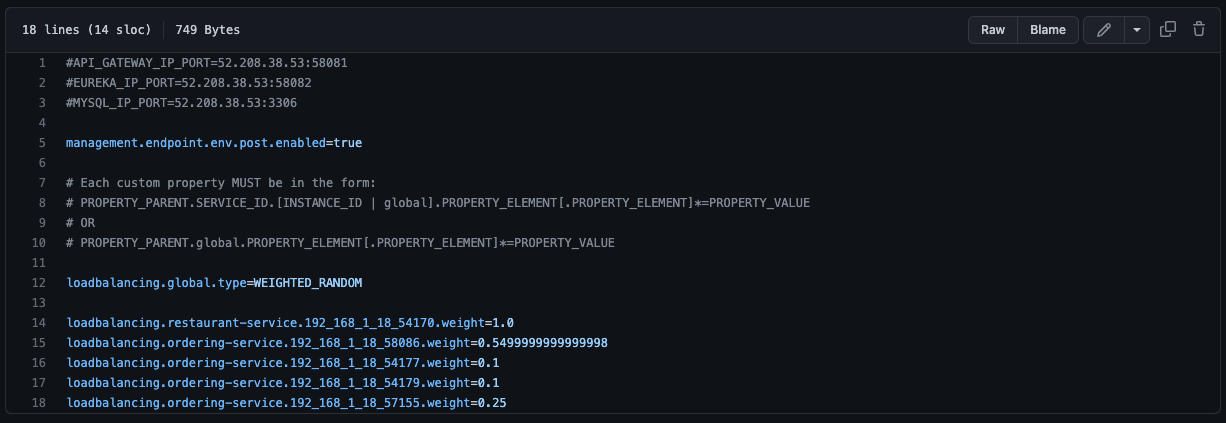 18 lines (14 sloc) 749 Bytes Raw Blame
1 #API_GATEWAY_IP_PORT=52.208.38.53:58081
2 #EUREKA_IP_PORT=52.208.38.53:58082
3 #MYSQL_IP_PORT=52.208.38.53:3306
4
5 management.endpoint.env.post.enabled=true
6
7 # Each custom property MUST be in the form:
8 # PROPERTY_PARENT.SERVICE_ID.[INSTANCE_ID | global].PROPERTY_ELEMENT[.PROPERTY_ELEMENT]*=PROPERTY_VALUE
9 # OR
10 # PROPERTY_PARENT.global.PROPERTY_ELEMENT[.PROPERTY_ELEMENT]*=PROPERTY_VALUE
11
12 loadbalancing.global.type=WEIGHTED_RANDOM
13
14 loadbalancing.restaurant-service.192_168_1_18_54170.weight=1.0
15 loadbalancing.ordering-service.192_168_1_18_58086.weight=0.5499999999999998
16 loadbalancing.ordering-service.192_168_1_18_54177.weight=0.1
17 loadbalancing.ordering-service.192_168_1_18_54179.weight=0.1
18 loadbalancing.ordering-service.192_168_1_18_57155.weight=0.25